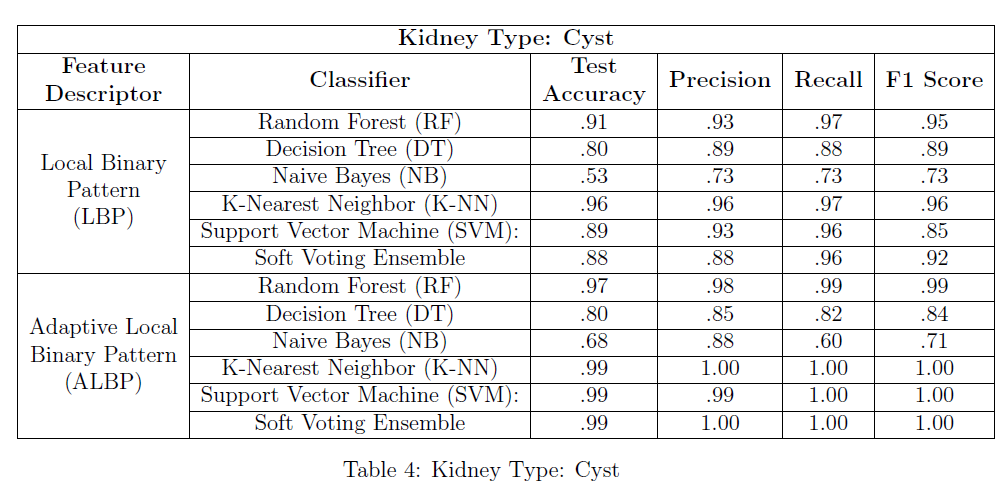 Kidney Type: Cyst
Feature Descriptor Classifier Test Accuracy Precision Recall F1 Score
Local Binary Pattern (LBP)
Random Forest (RF) .91 .93 .97 .95
Decision Tree (DT) .80 .89 .88 .89
Naive Bayes (NB) .53 .73 .73 .73
K-Nearest Neighbor (K-NN) .96 .96 .97 .96
Support Vector Machine (SVM): .89 .93 .96 .85
Soft Voting Ensemble .88 .88 .96 .92
Adaptive Local Binary Pattern (ALBP)
Random Forest (RF) .97 .98 .99 .99
Decision Tree (DT) .80 .85 .82 .84
Naive Bayes (NB) .68 .88 .60 .71
K-Nearest Neighbor (K-NN) .99 1.00 1.00 1.00
Support Vector Machine (SVM): .99 .99 1.00 1.00
Soft Voting Ensemble .99 1.00 1.00 1.00
Table 4: Kidney Type: Cyst